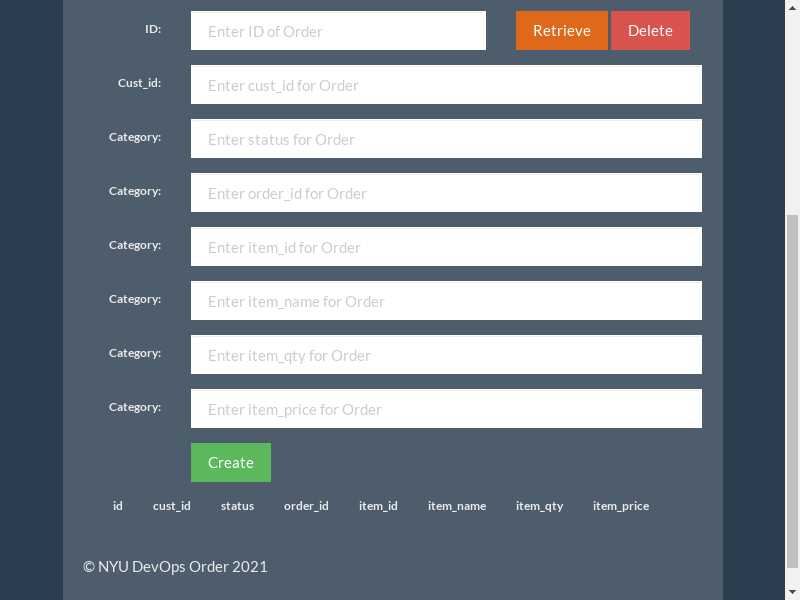 ID: Enter ID of Order Retrieve Delete
Cust_id: Enter cust_id for Order
Category: Enter status for Order
Category: Enter order_id for Order
Category: Enter item_id for Order
Category: Enter item_name for Order
Category: Enter item_qty for Order
Category: Enter item_price for Order
Create
id cust_id status order_id item_id item_name item_qty item_price
© NYU DevOps Order 2021